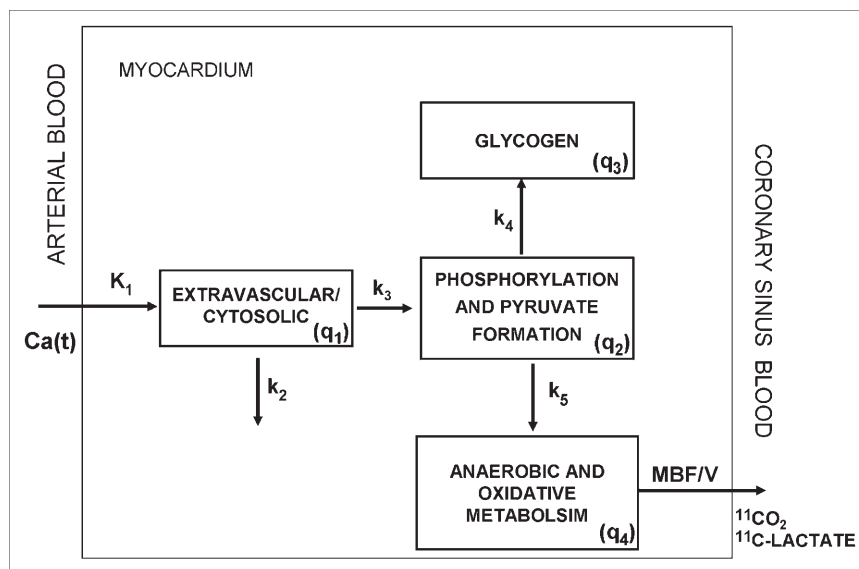 MYOCARDIUM
ARTERIAL BLOOD
CORONARY SINUS BLOOD
GLYCOGEN
(q3)
k4
K1
EXTRAVASCULAR/
CYTOSOLIC
(q1)
k3
PHOSPHORYLATION
AND PYRUVATE
FORMATION
(q2)
Ca(t)
k2
k5
ANAEROBIC AND
OXIDATIVE
METABOLSIM
(q4)
MBF/V
11CO2
11C-LACTATE